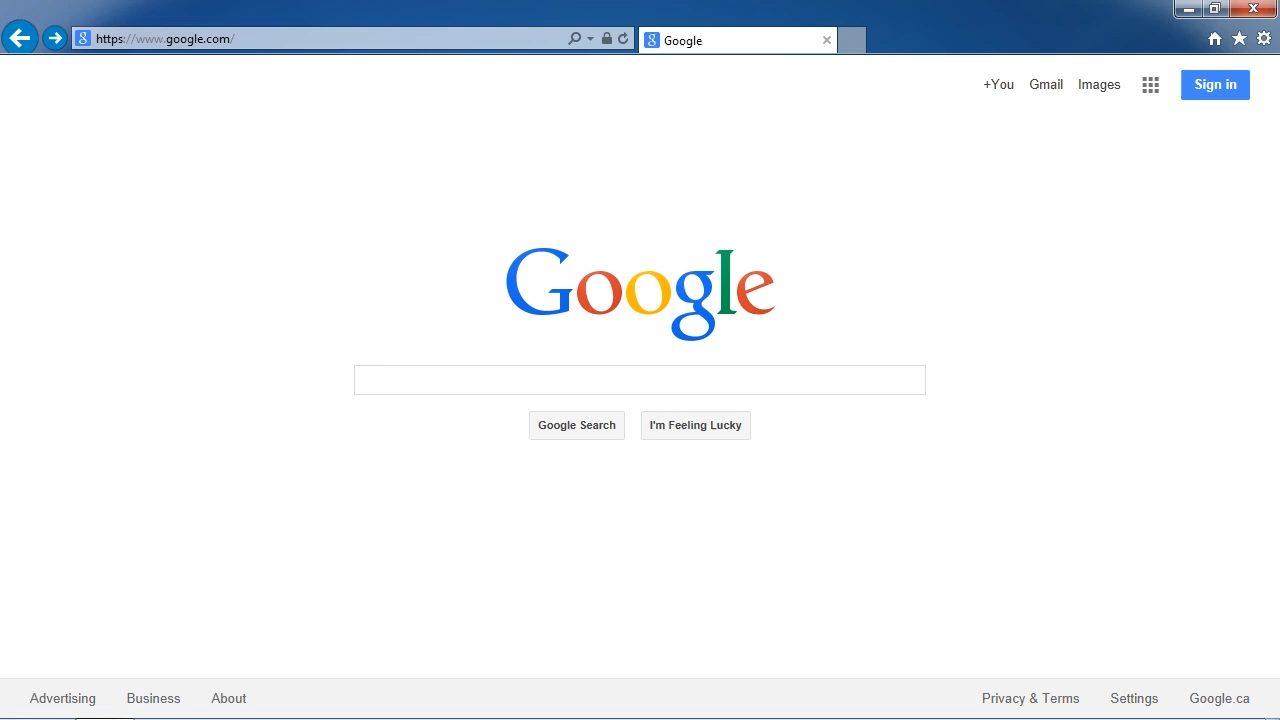 https://www.google.com/
Google
+You Gmail Images Sign in
Google
Google Search I'm Feeling Lucky
Advertising Business About Privacy & Terms Settings Google.ca